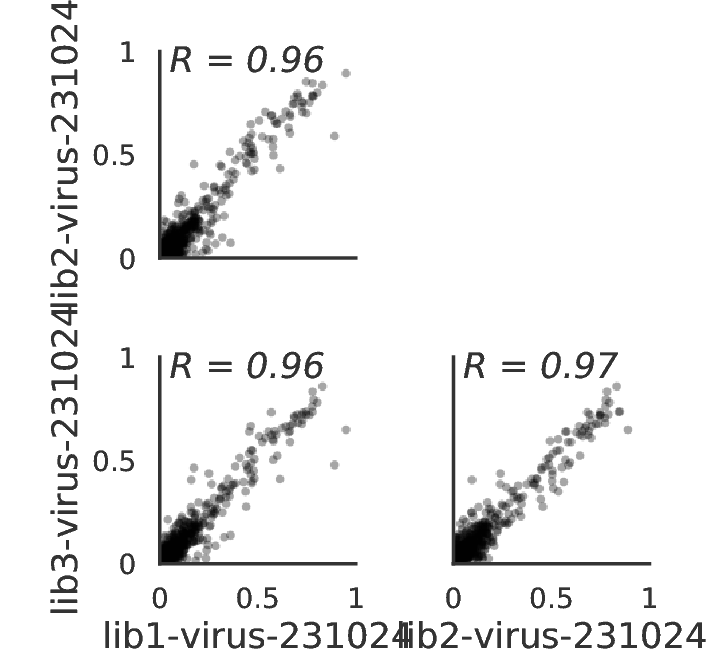 lib2-virus-231024
1
0.5
0
R = 0.96
lib3-virus-231024
1
0.5
0
R = 0.96
R = 0.97
0 0.5 1
0 0.5 1
lib1-virus-231024
lib2-virus-231024